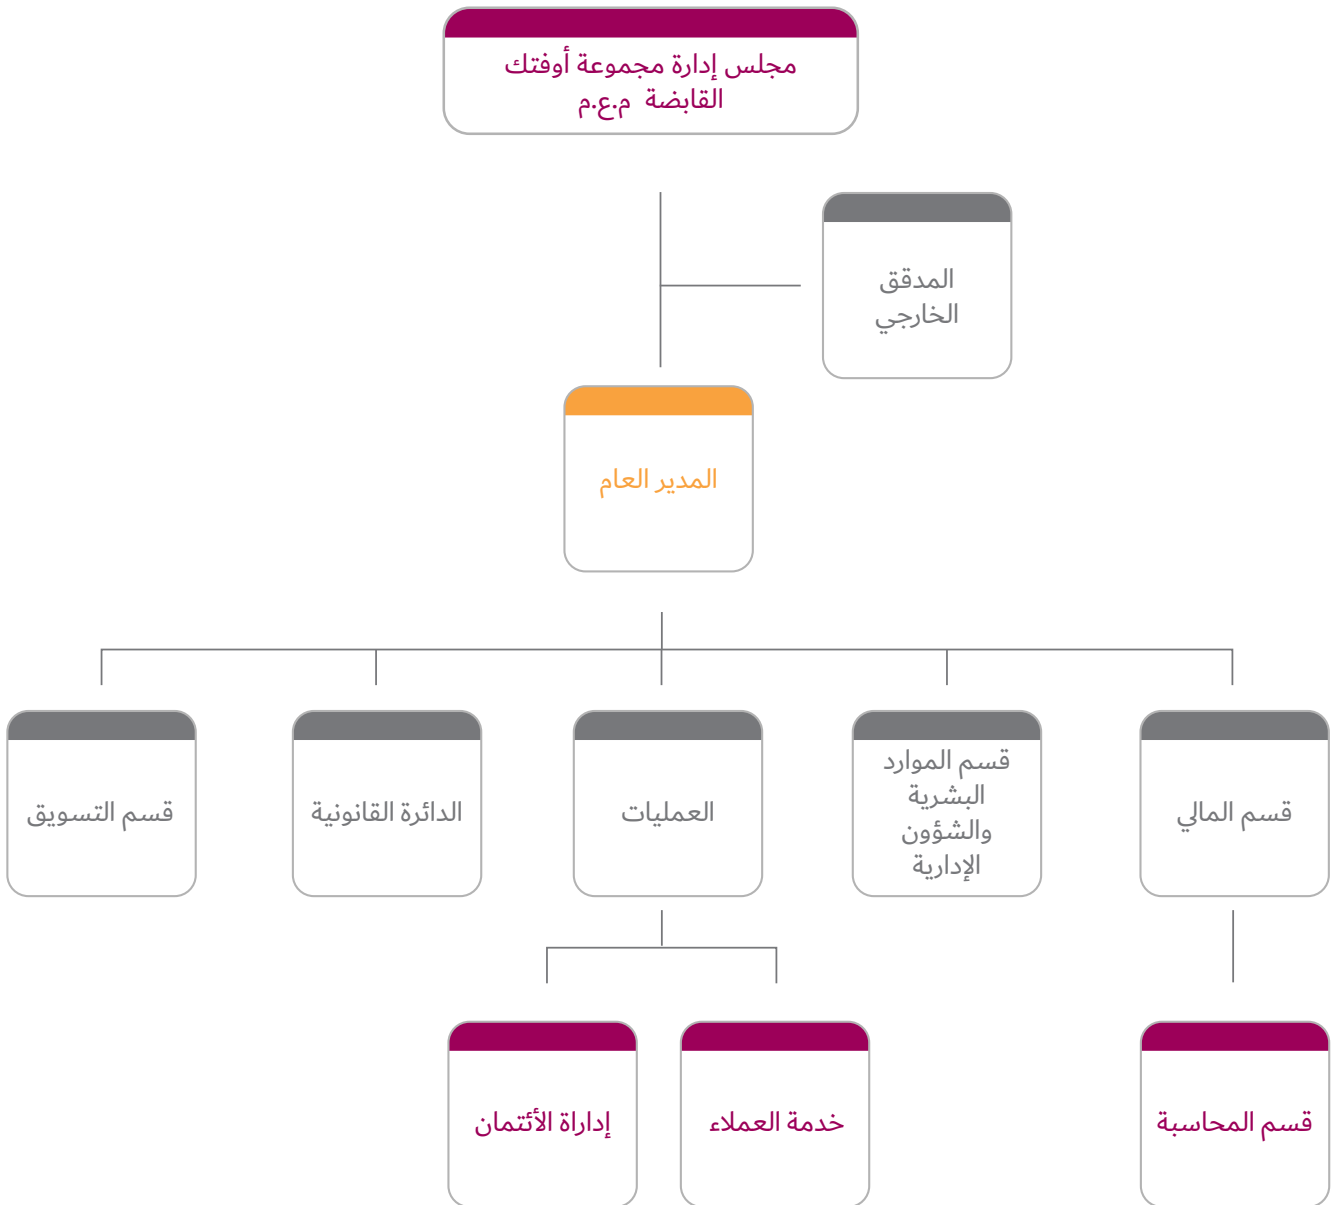 مجلس إدارة مجموعة أوفتك
القابضة م.ع.م
المدقق
الخارجي
المدير العام
قسم المالي
قسم الموارد
البشرية
والشؤون
الإدارية
العمليات
الدائرة القانونية
قسم التسويق
قسم المحاسبة
خدمة العملاء
إداراة الأئتمان